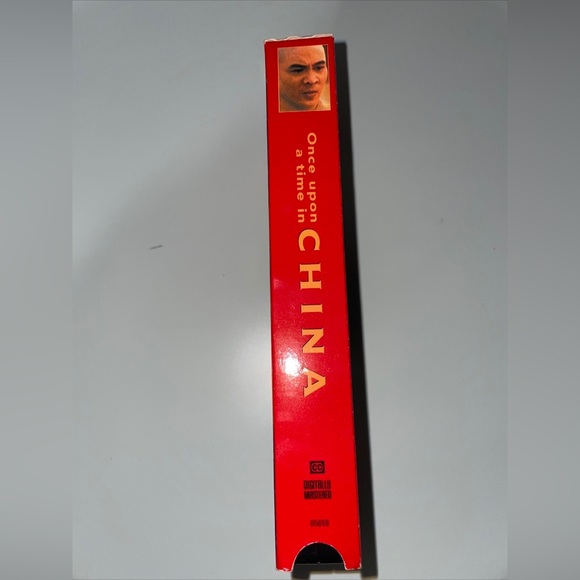 Once upon
a time in
CHINA
CC
DIGITALLY
MASTERED